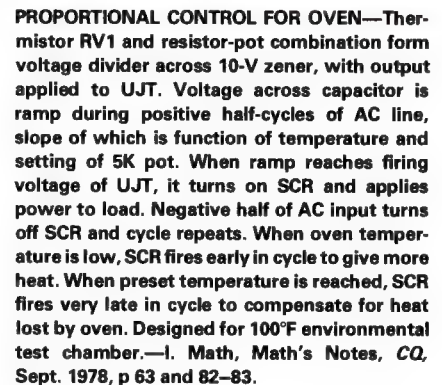 PROPORTIONAL CONTROL FOR OVEN—Ther-
mistor RV1 and resistor-pot combination form
voltage divider across 10-V zener, with output
applied to UJT. Voltage across capacitor is
ramp during positive half-cycles of AC line,
slope of which is function of temperature and
setting of 5K pot. When ramp reaches firing
voltage of UJT, it turns on SCR and applies
power to load. Negative half of AC input turns
off SCR and cycle repeats. When oven temper-
ature is low, SCR fires early in cycle to give more
heat. When preset temperature is reached, SCR
fires very late in cycle to compensate for heat
lost by oven. Designed for 100°F environmental
test chamber.—I. Math, Math's Notes, CQ,
Sept. 1978, p 63 and 82–83.